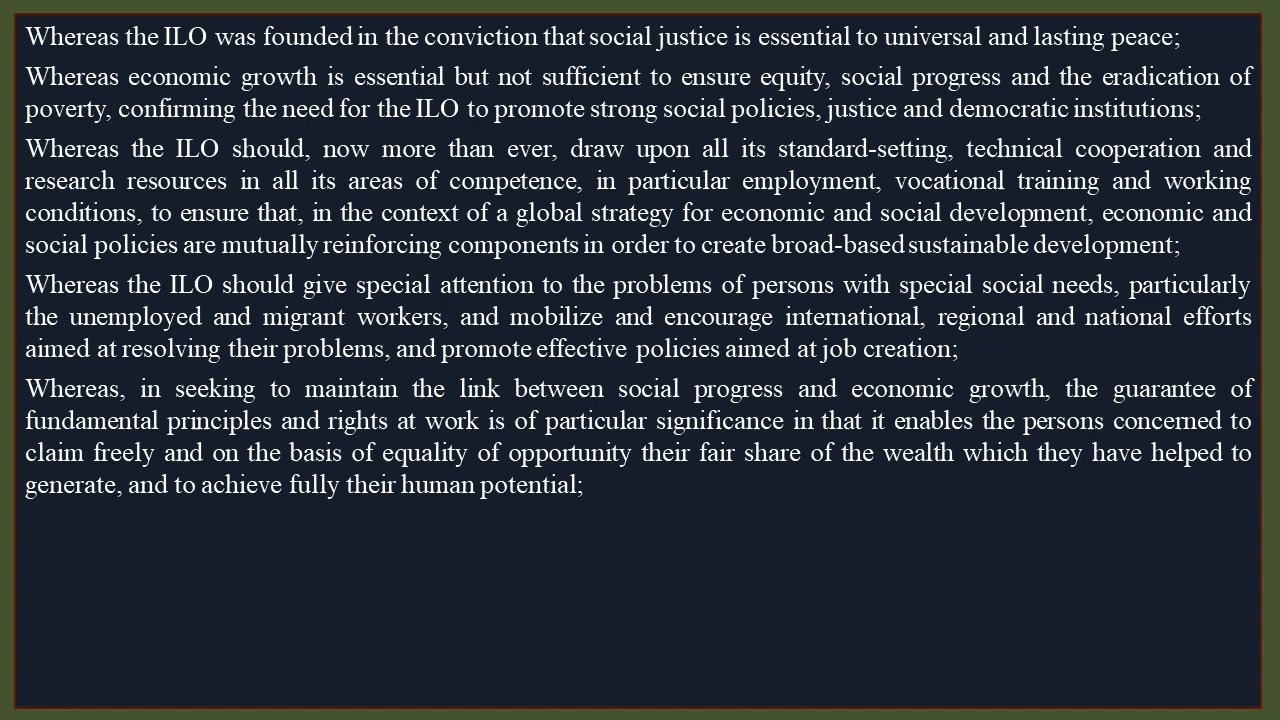 Whereas the ILO was founded in the conviction that social justice is essential to universal and lasting peace;
Whereas economic growth is essential but not sufficient to ensure equity, social progress and the eradication of
poverty, confirming the need for the ILO to promote strong social policies, justice and democratic institutions;
Whereas the ILO should, now more than ever, draw upon all its standard-setting, technical cooperation and
research resources in all its areas of competence, in particular employment, vocational training and working
conditions, to ensure that, in the context of a global strategy for economic and social development, economic and
social policies are mutually reinforcing components in order to create broad-based sustainable development;
Whereas the ILO should give special attention to the problems of persons with special social needs, particularly
the unemployed and migrant workers, and mobilize and encourage international, regional and national efforts
aimed at resolving their problems, and promote effective policies aimed at job creation;
Whereas, in seeking to maintain the link between social progress and economic growth, the guarantee of
fundamental principles and rights at work is of particular significance in that it enables the persons concerned to
claim freely and on the basis of equality of opportunity their fair share of the wealth which they have helped to
generate, and to achieve fully their human potential;